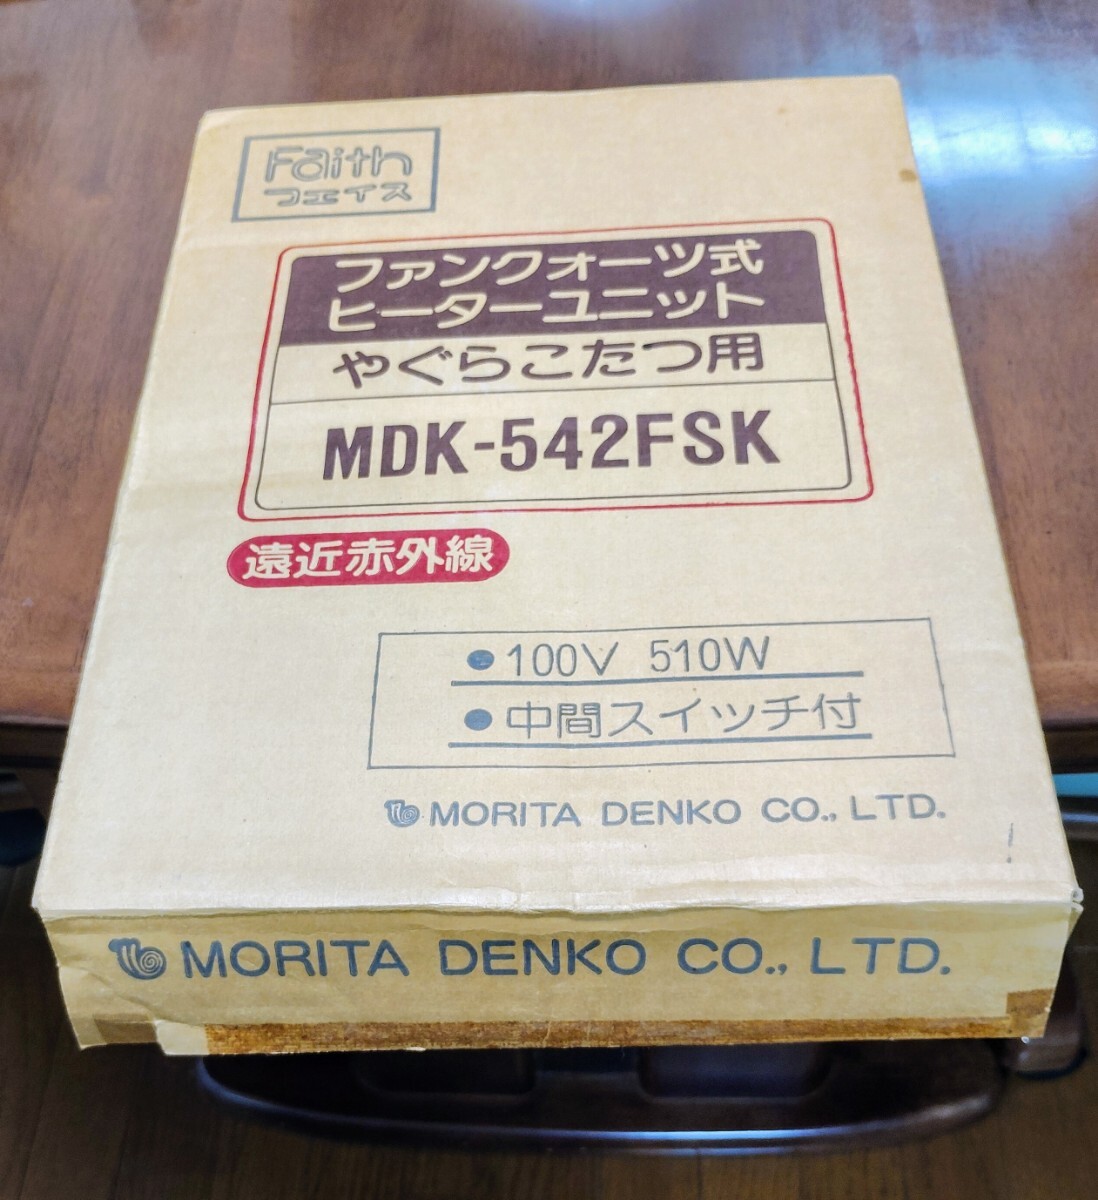 Faith
フェイス
ファンクォーツ式
ヒーターユニット
やぐらこたつ用
MDK-542FSK
遠近赤外線
●100V 510W
●中間スイッチ付
MORITA DENKO CO., LTD.
MORITA DENKO CO., LTD.